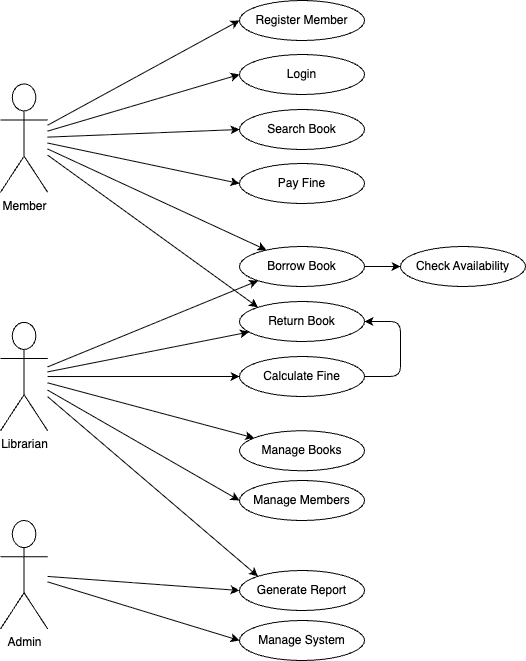 Register Member
Login
Search Book
Pay Fine
Member
Borrow Book
Check Availability
Return Book
Calculate Fine
Librarian
Manage Books
Manage Members
Generate Report
Admin
Manage System